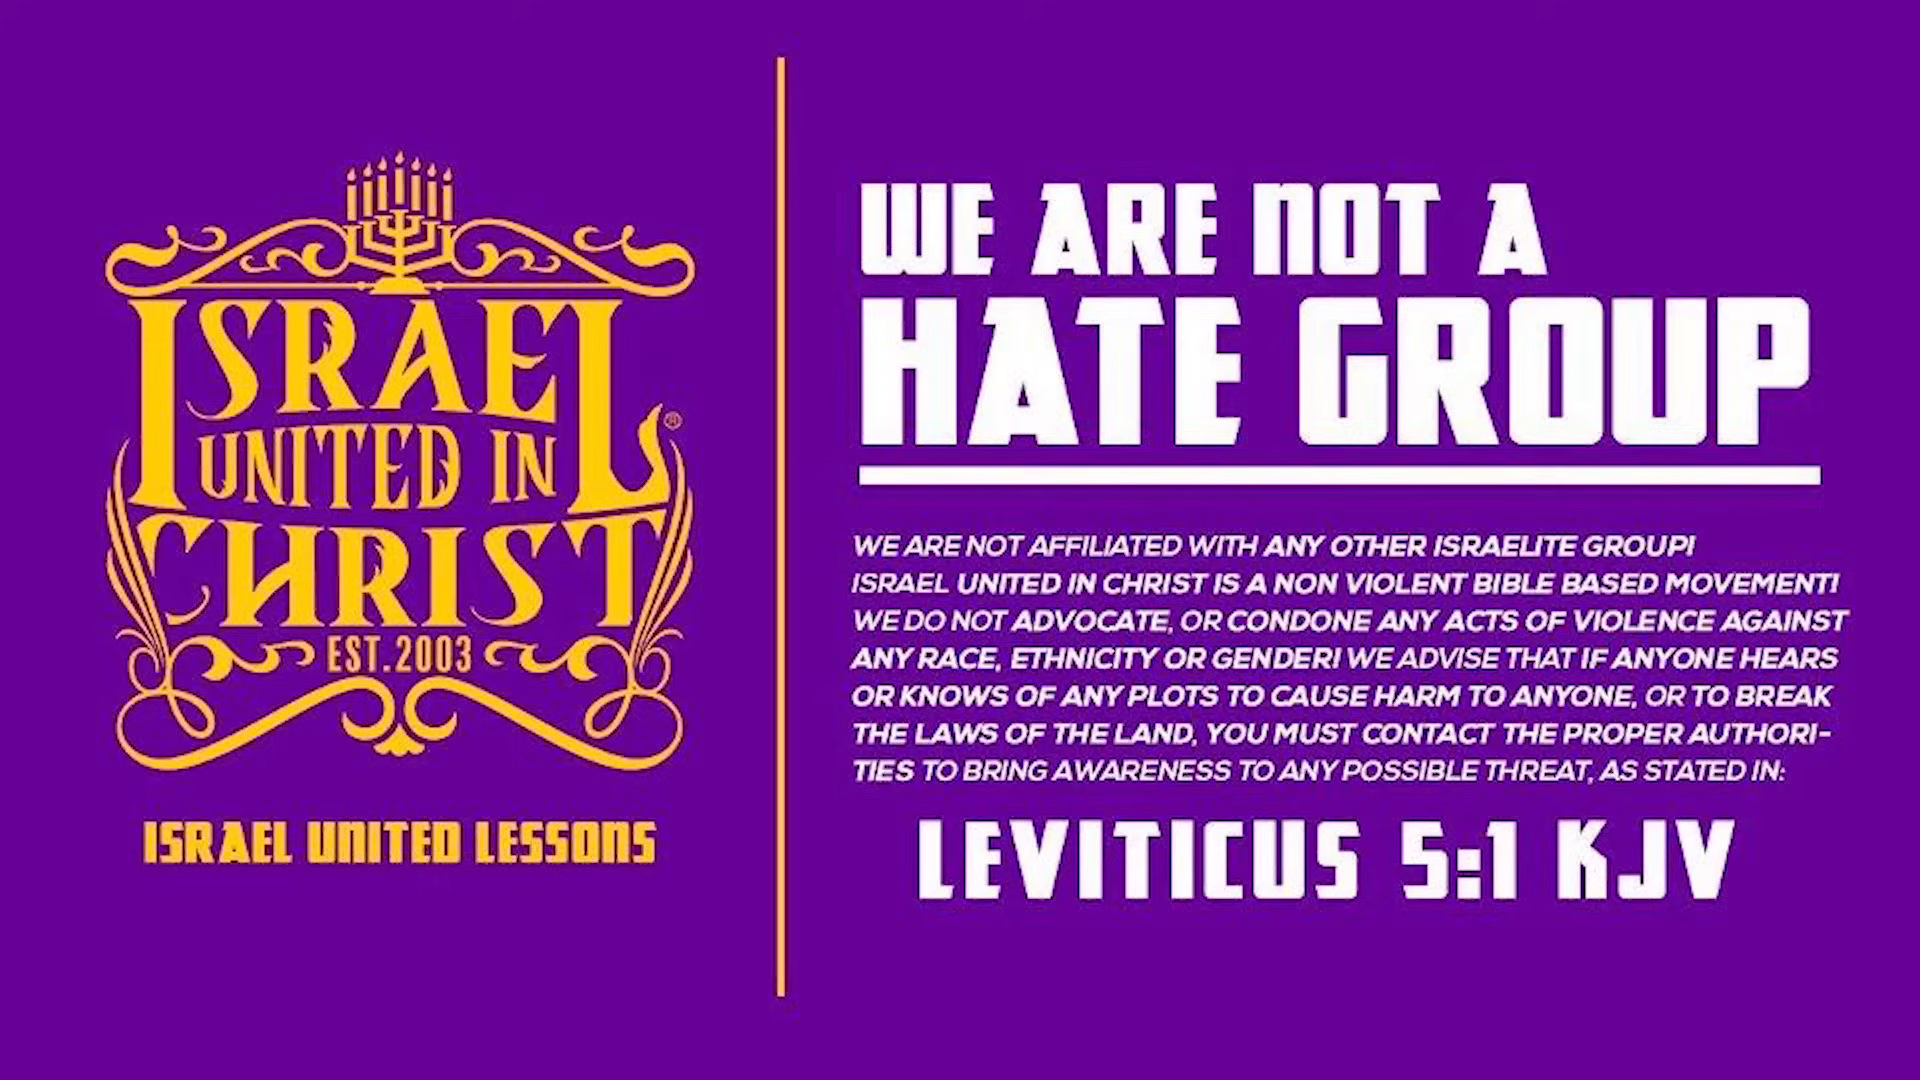 ISRAEL
UNITED IN
CHRIST
®
EST.2003
ISRAEL UNITED LESSONS
WE ARE NOT A
HATE GROUP
WE ARE NOT AFFILIATED WITH ANY OTHER ISRAELITE GROUP!
ISRAEL UNITED IN CHRIST IS A NON VIOLENT BIBLE BASED MOVEMENT!
WE DO NOT ADVOCATE, OR CONDONE ANY ACTS OF VIOLENCE AGAINST
ANY RACE, ETHNICITY OR GENDER! WE ADVISE THAT IF ANYONE HEARS
OR KNOWS OF ANY PLOTS TO CAUSE HARM TO ANYONE, OR TO BREAK
THE LAWS OF THE LAND, YOU MUST CONTACT THE PROPER AUTHORI-
TIES TO BRING AWARENESS TO ANY POSSIBLE THREAT, AS STATED IN:
LEVITICUS 5:1 KJV